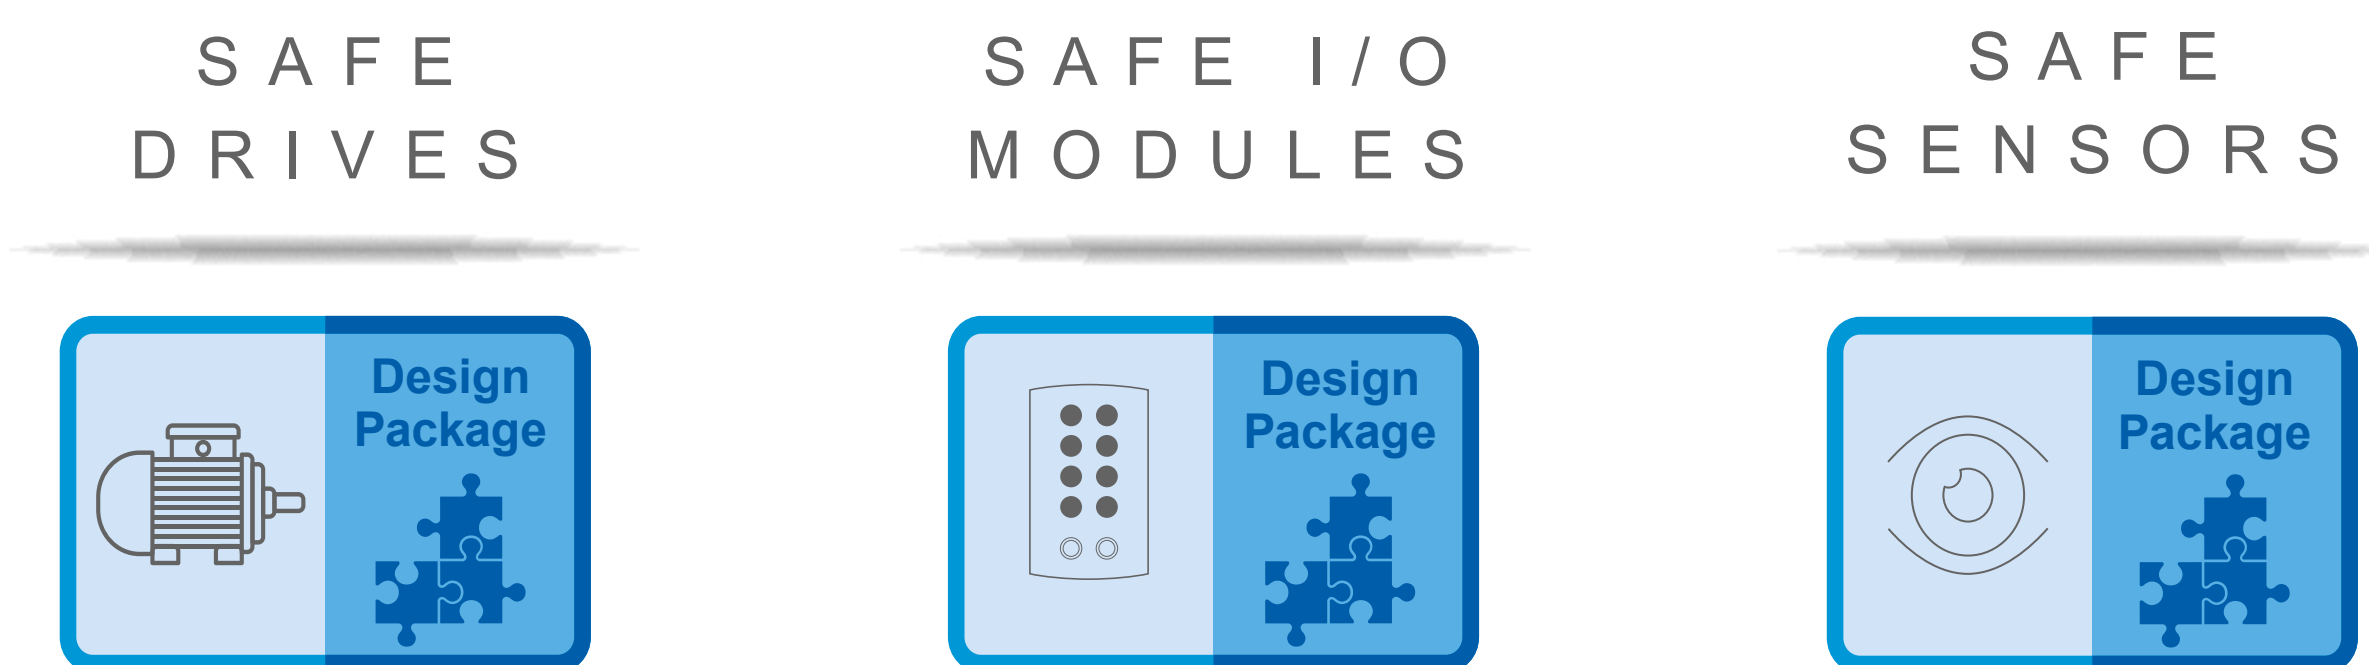 SAFE
DRIVES
Design
Package
SAFE I/O
MODULES
Design
Package
SAFE
SENSORS
Design
Package